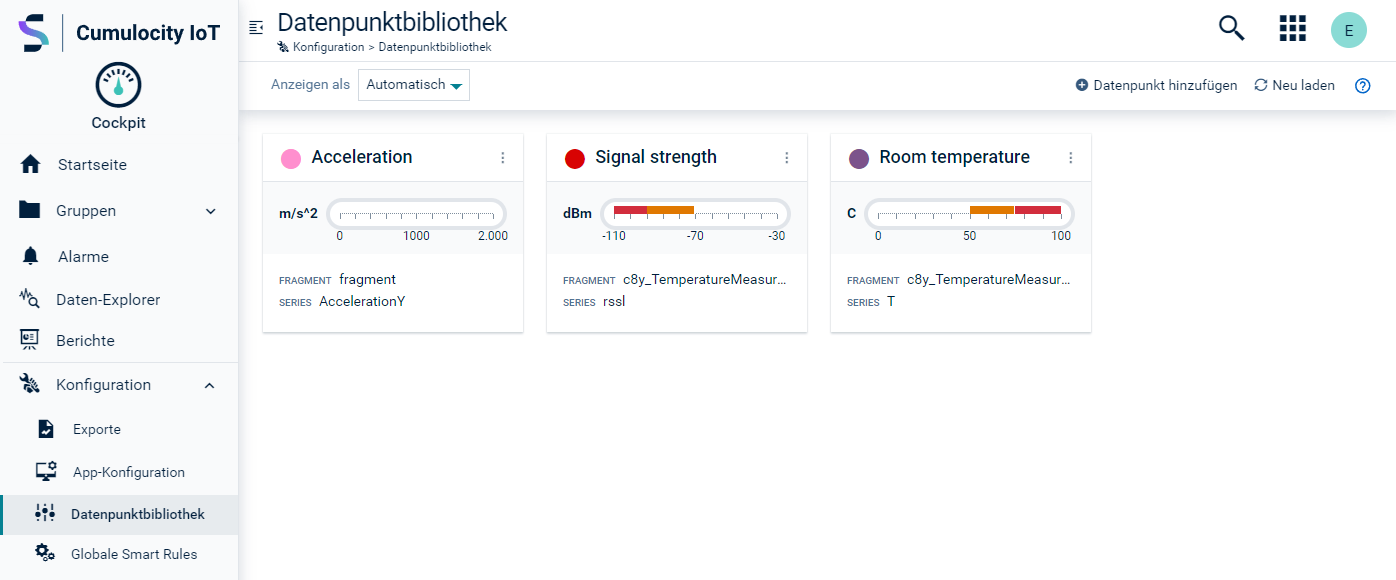 Cumulocity IoT
Cockpit
Startseite
Gruppen
Alarme
Daten-Explorer
Berichte
Konfiguration
Exporte
App-Konfiguration
Datenpunktbibliothek
Globale Smart Rules
Datenpunktbibliothek
Konfiguration > Datenpunktbibliothek
E
Anzeigen als Automatisch
Datenpunkt hinzufügen Neu laden ?
Acceleration
m/s^2
0 1000 2.000
FRAGMENT fragment
SERIES AccelerationY
Signal strength
dBm
-110 -70 -30
FRAGMENT c8y_TemperatureMeasur...
SERIES rssl
Room temperature
C
0 50 100
FRAGMENT c8y_TemperatureMeasur...
SERIES T